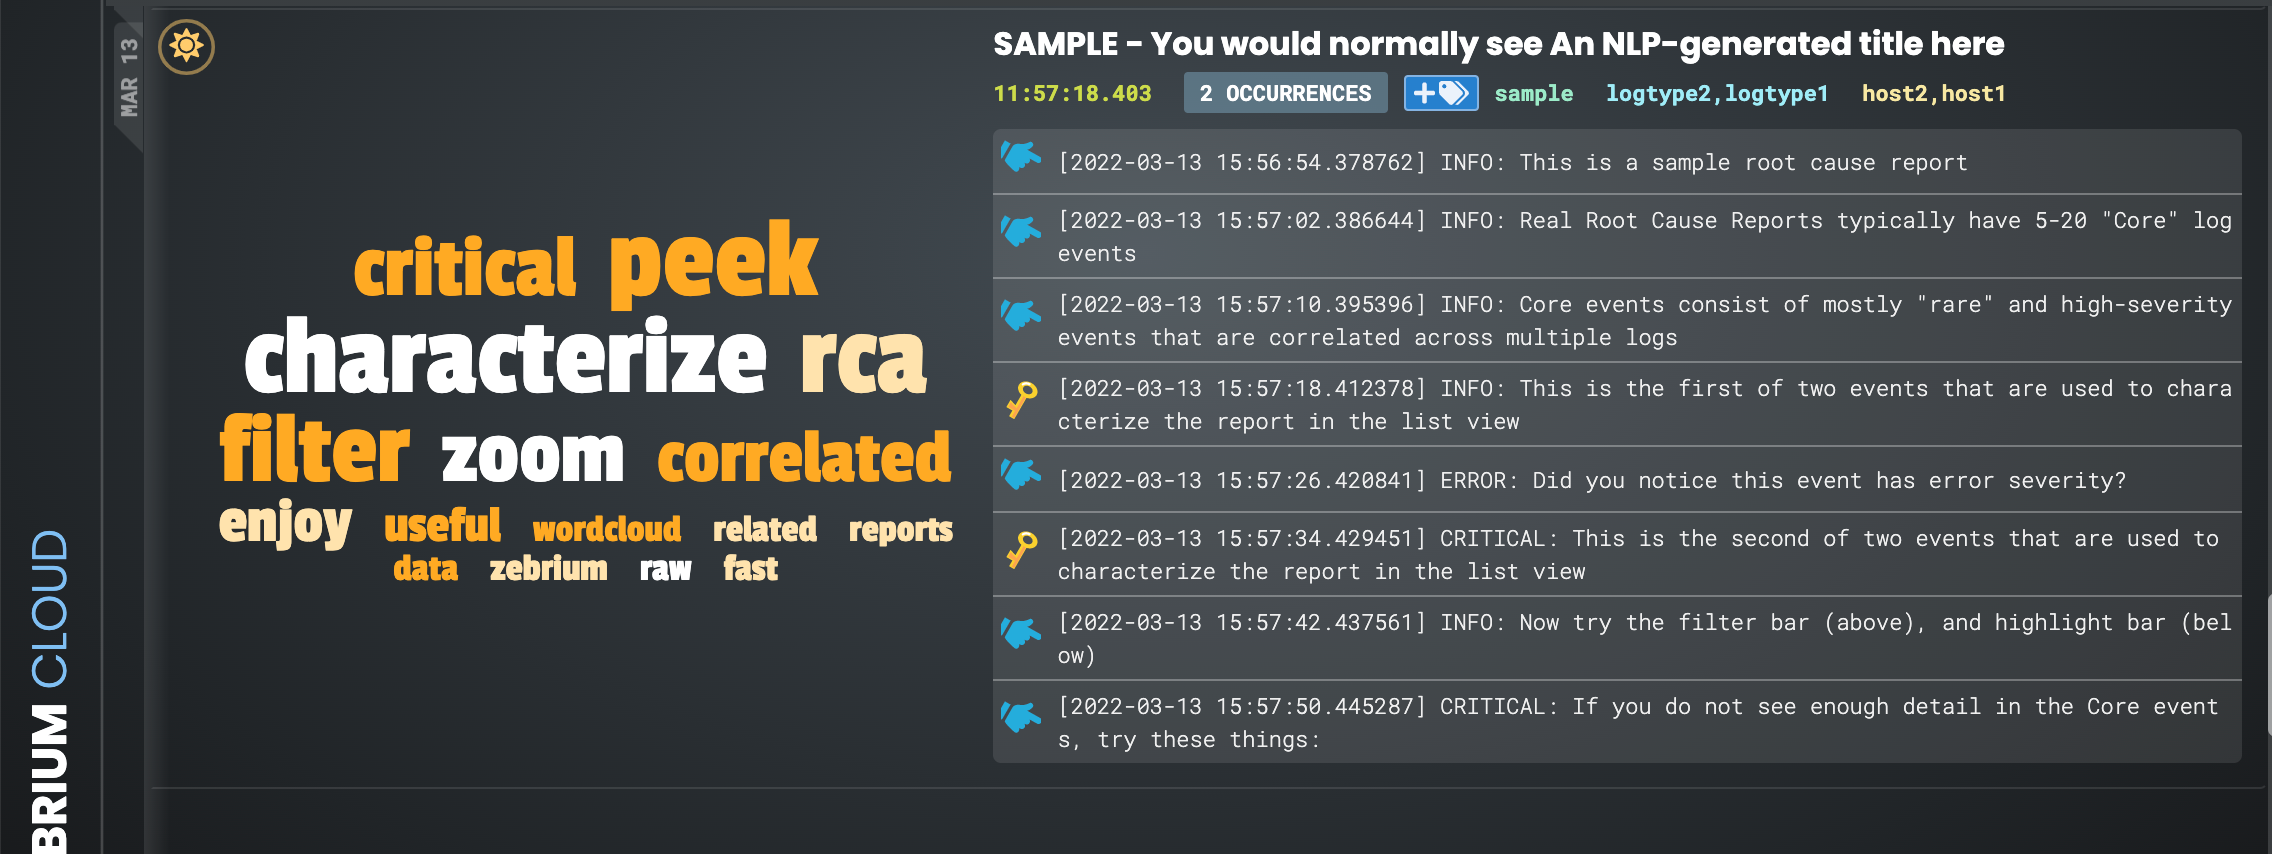 MAR 13
BRIUM CLOUD
critical peek
characterize rca
filter zoom correlated
enjoy useful wordcloud related reports
data zebrium raw fast
SAMPLE - You would normally see An NLP-generated title here
11:57:18.403 2 OCCURRENCES sample logtype2,logtype1 host2,host1
[2022-03-13 15:56:54.378762] INFO: This is a sample root cause report
[2022-03-13 15:57:02.386644] INFO: Real Root Cause Reports typically have 5-20 "Core" log
events
[2022-03-13 15:57:10.395396] INFO: Core events consist of mostly "rare" and high-severity
events that are correlated across multiple logs
[2022-03-13 15:57:18.412378] INFO: This is the first of two events that are used to chara
cterize the report in the list view
[2022-03-13 15:57:26.420841] ERROR: Did you notice this event has error severity?
[2022-03-13 15:57:34.429451] CRITICAL: This is the second of two events that are used to
characterize the report in the list view
[2022-03-13 15:57:42.437561] INFO: Now try the filter bar (above), and highlight bar (bel
ow)
[2022-03-13 15:57:50.445287] CRITICAL: If you do not see enough detail in the Core event
s, try these things: